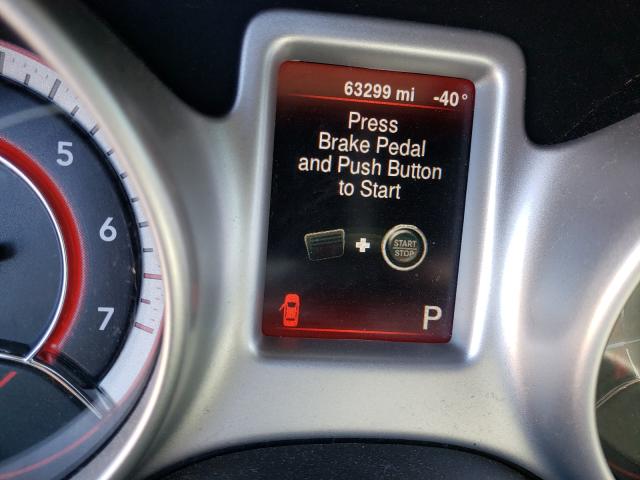 63299 mi -40°
Press
Brake Pedal
and Push Button
to Start
START
STOP
P
5
6
7